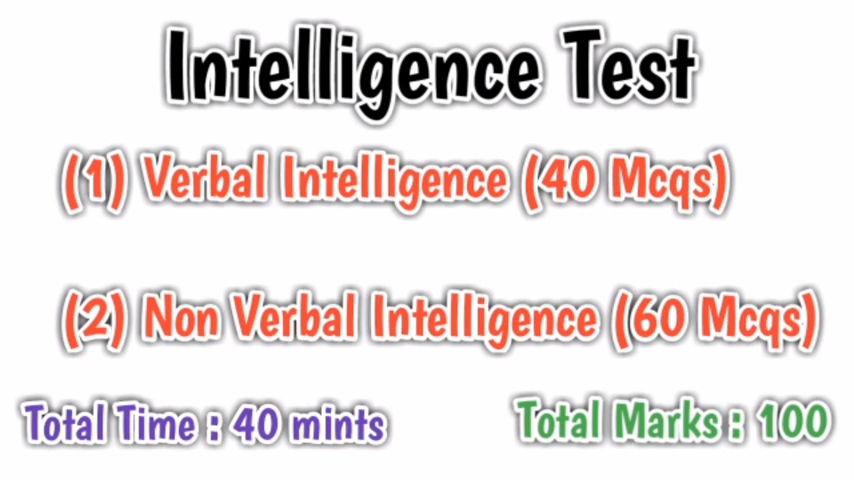 Intelligence Test
(1) Verbal Intelligence (40 Mcqs)
(2) Non Verbal Intelligence (60 Mcqs)
Total Time : 40 mints
Total Marks : 100